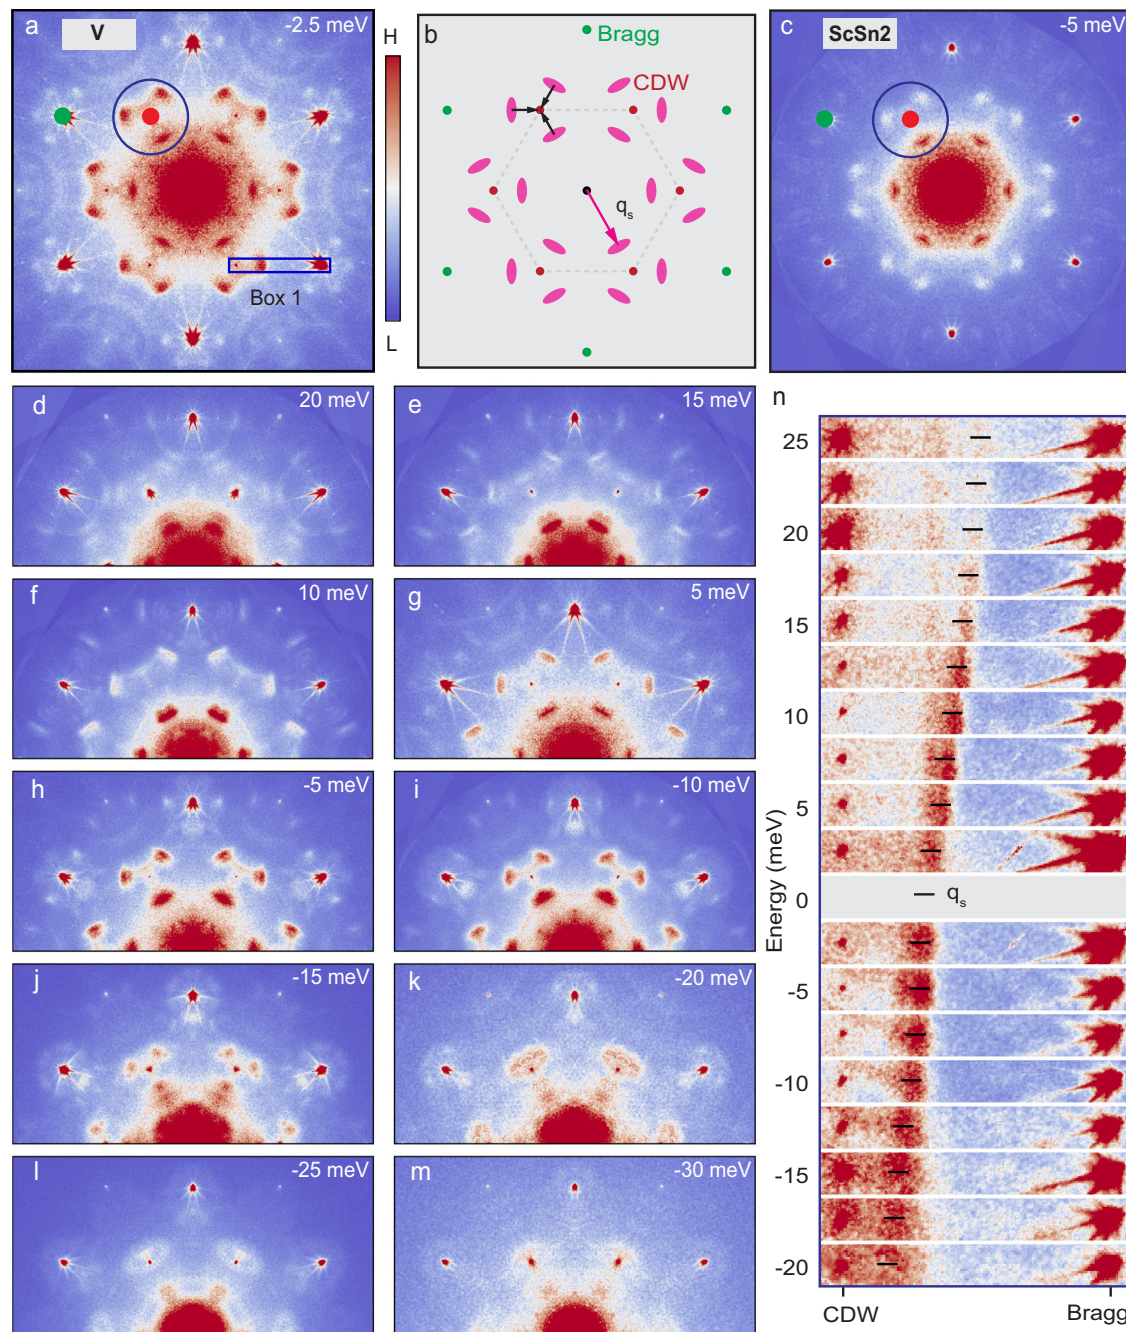 a
V
-2.5 meV
Box 1
H
L
b
Bragg
CDW
qs
c
ScSn2
-5 meV
d
20 meV
e
15 meV
f
10 meV
g
5 meV
h
-5 meV
i
-10 meV
j
-15 meV
k
-20 meV
l
-25 meV
m
-30 meV
n
25
20
15
10
5
0
-5
-10
-15
-20
Energy (meV)
qs
CDW
Bragg